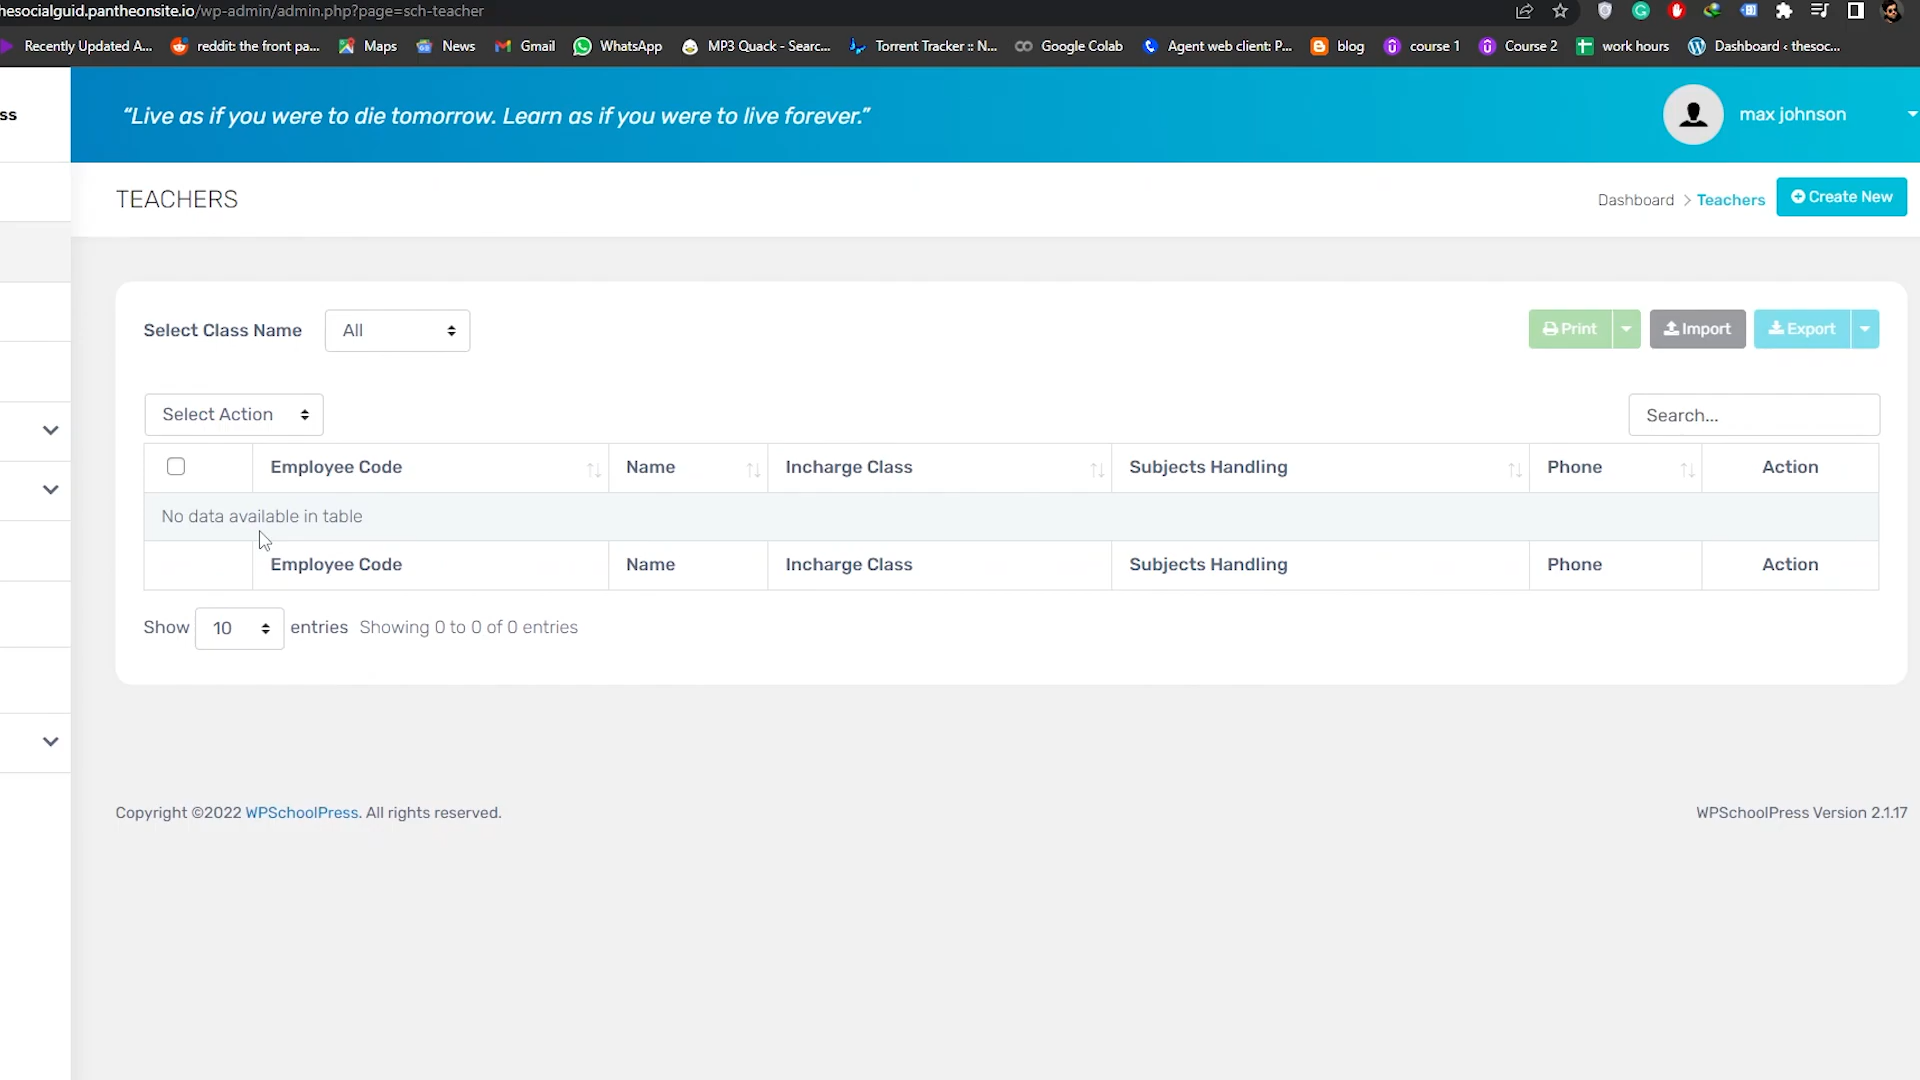 hesocialguid.pantheonsite.io/wp-admin/admin.php?page=sch-teacher
Recently Updated A... reddit: the front pa... Maps News Gmail WhatsApp MP3 Quack - Searc... Torrent Tracker :: N... Google Colab Agent web client: P... blog course 1 Course 2 work hours Dashboard ‹ thesoc...
ss
“Live as if you were to die tomorrow. Learn as if you were to live forever.”
max johnson
TEACHERS
Dashboard > Teachers
Create New
Select Class Name All
Print Import Export
Select Action
Search...
Employee Code Name Incharge Class Subjects Handling Phone Action
No data available in table
Employee Code Name Incharge Class Subjects Handling Phone Action
Show 10 entries Showing 0 to 0 of 0 entries
Copyright ©2022 WPSchoolPress. All rights reserved.
WPSchoolPress Version 2.1.17